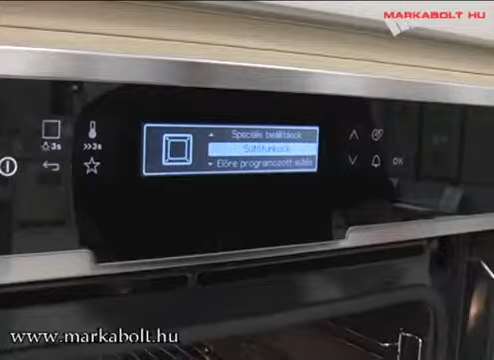 MARKABOLT HU
Speciális beállítások
Sütőfunkciók
Előre programozott sütés
3s
>>3s
OK
www.markabolt.hu